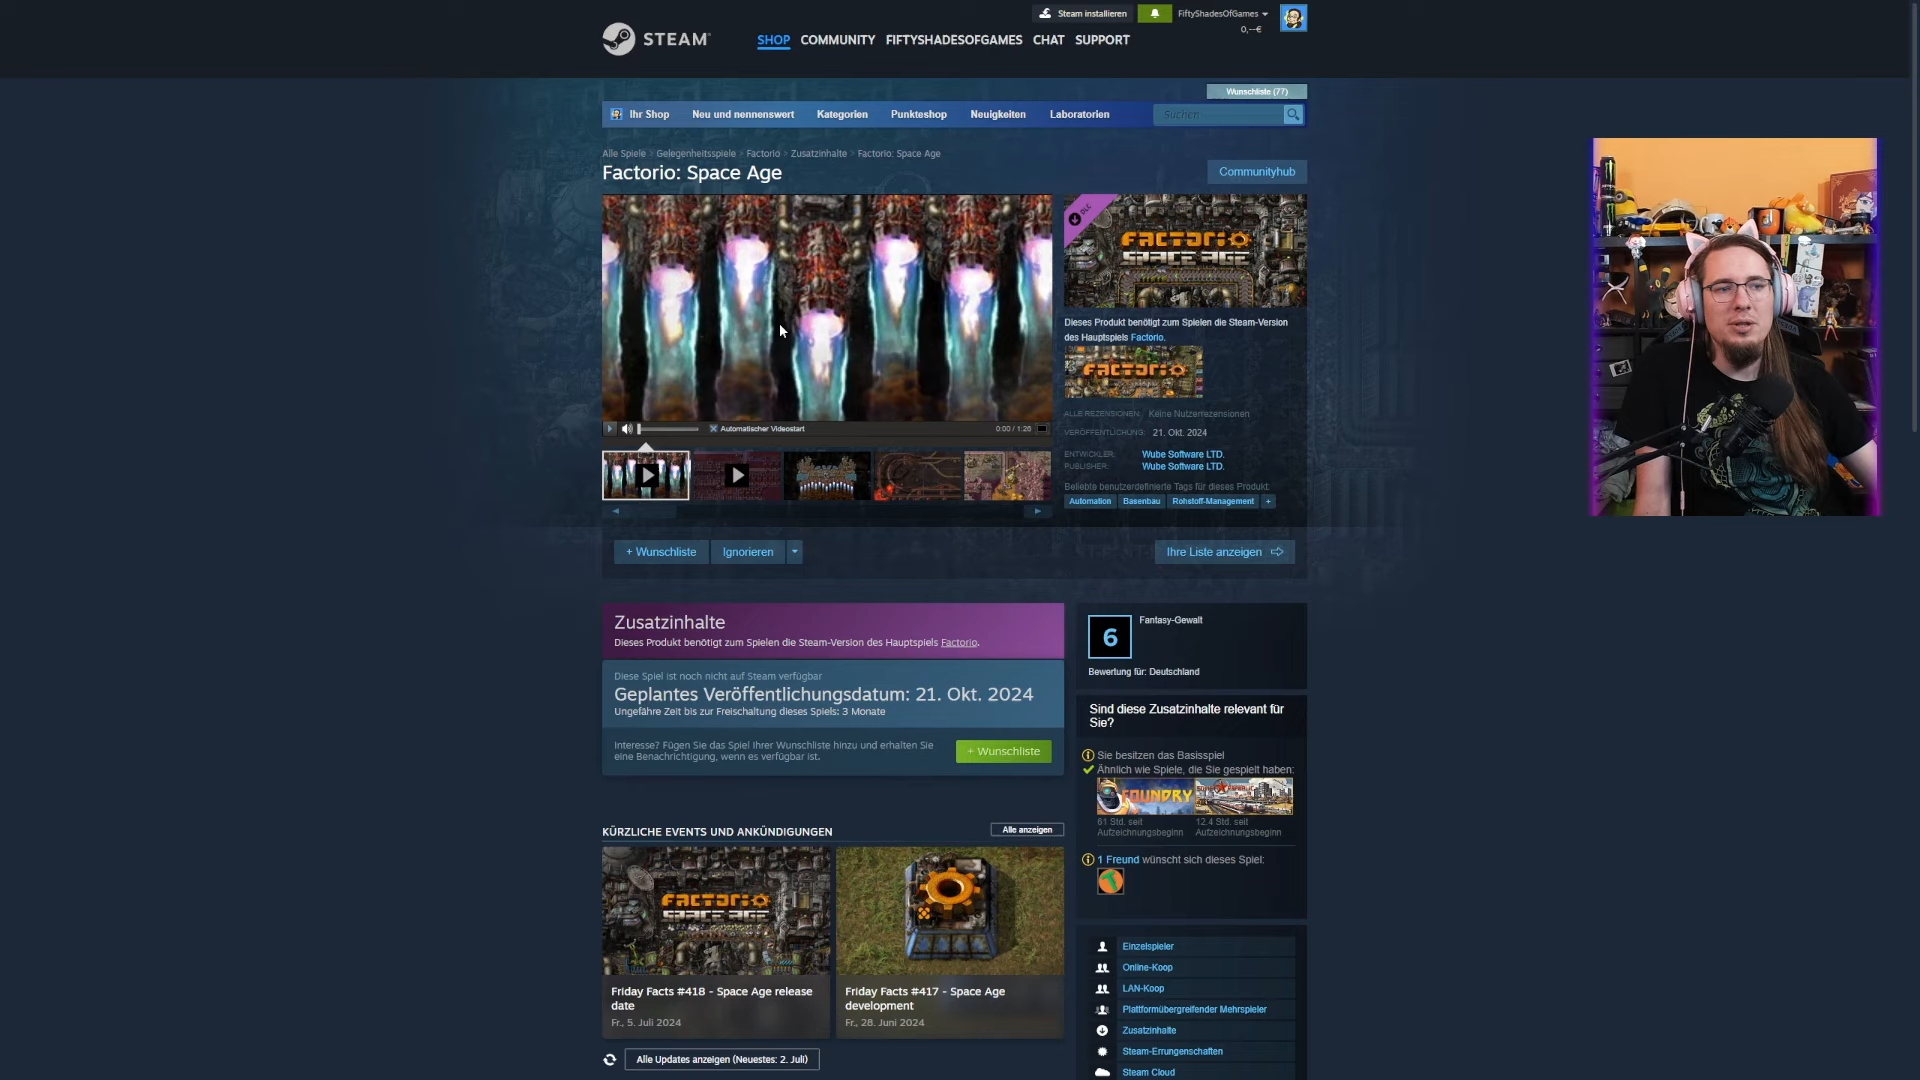 Steam installieren
FiftyShadesOfGames
0,--€
STEAM
SHOP COMMUNITY FIFTYSHADESOFGAMES CHAT SUPPORT
Wunschliste (77)
Ihr Shop Neu und nennenswert Kategorien Punkteshop Neuigkeiten Laboratorien
Suchen
Alle Spiele > Gelegenheitsspiele > Factorio > Zusatzinhalte > Factorio: Space Age
Factorio: Space Age
Communityhub
DLC
FACTORIO
SPACE AGE
Dieses Produkt benötigt zum Spielen die Steam-Version
des Hauptspiels Factorio.
FACTORIO
ALLE REZENSIONEN: Keine Nutzerrezensionen
VERÖFFENTLICHUNG: 21. Okt. 2024
ENTWICKLER: Wube Software LTD.
PUBLISHER: Wube Software LTD.
Beliebte benutzerdefinierte Tags für dieses Produkt:
Automation Basenbau Rohstoff-Management +
Automatischer Videostart
0:00 / 1:26
+ Wunschliste Ignorieren
Ihre Liste anzeigen
Zusatzinhalte
Dieses Produkt benötigt zum Spielen die Steam-Version des Hauptspiels Factorio.
Diese Spiel ist noch nicht auf Steam verfügbar
Geplantes Veröffentlichungsdatum: 21. Okt. 2024
Ungefähre Zeit bis zur Freischaltung dieses Spiels: 3 Monate
Interesse? Fügen Sie das Spiel Ihrer Wunschliste hinzu und erhalten Sie
eine Benachrichtigung, wenn es verfügbar ist.
+ Wunschliste
6
Fantasy-Gewalt
Bewertung für: Deutschland
Sind diese Zusatzinhalte relevant für
Sie?
Sie besitzen das Basisspiel
Ähnlich wie Spiele, die Sie gespielt haben:
FOUNDRY
61 Std. seit
Aufzeichnungsbeginn
12.4 Std. seit
Aufzeichnungsbeginn
1 Freund wünscht sich dieses Spiel:
KÜRZLICHE EVENTS UND ANKÜNDIGUNGEN
Alle anzeigen
FACTORIO
SPACE AGE
Friday Facts #418 - Space Age release
date
Fr., 5. Juli 2024
Friday Facts #417 - Space Age
development
Fr., 28. Juni 2024
Alle Updates anzeigen (Neuestes: 2. Juli)
Einzelspieler
Online-Koop
LAN-Koop
Plattformübergreifender Mehrspieler
Zusatzinhalte
Steam-Errungenschaften
Steam Cloud